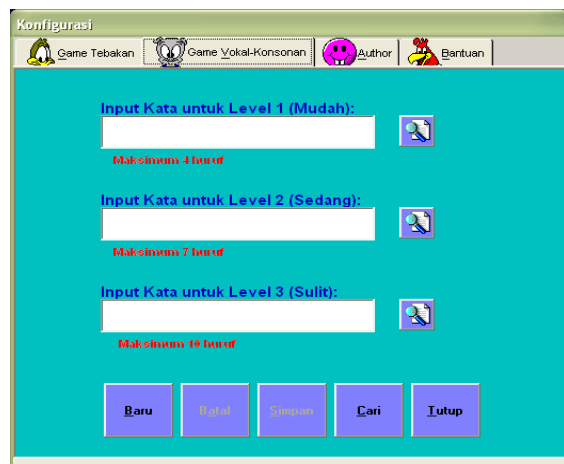 Konfigurasi
Game Tebakan Game Vokal-Konsonan Author Bantuan
Input Kata untuk Level 1 (Mudah):
Maksimum 4 huruf
Input Kata untuk Level 2 (Sedang):
Maksimum 7 huruf
Input Kata untuk Level 3 (Sulit):
Maksimum 10 huruf
Baru Batal Simpan Cari Tutup